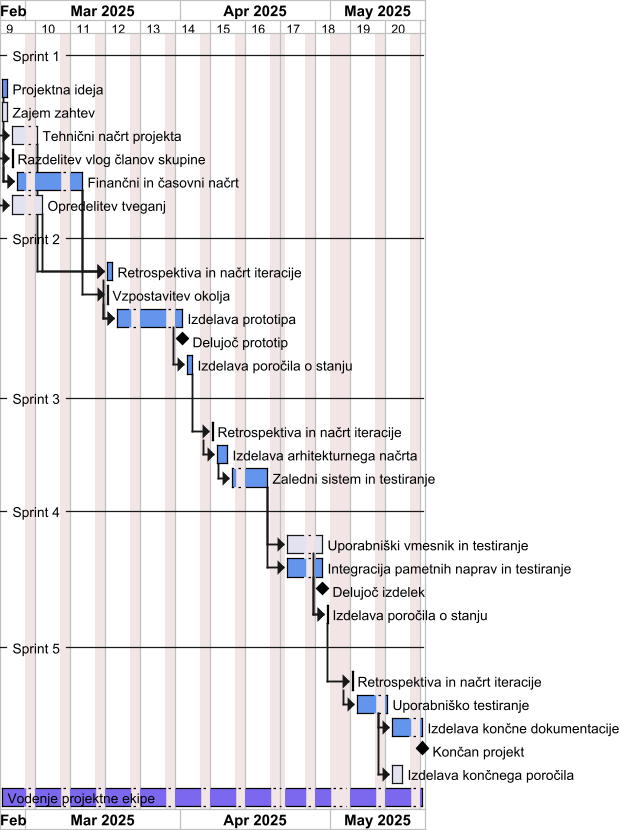 Feb Mar 2025 Apr 2025 May 2025
9 10 11 12 13 14 15 16 17 18 19 20
Sprint 1
Projektna ideja
Zajem zahtev
Tehnični načrt projekta
Razdelitev vlog članov skupine
Finančni in časovni načrt
Opredelitev tveganj
Sprint 2
Retrospektiva in načrt iteracije
Vzpostavitev okolja
Izdelava prototipa
Delujoč prototip
Izdelava poročila o stanju
Sprint 3
Retrospektiva in načrt iteracije
Izdelava arhitekturnega načrta
Zaledni sistem in testiranje
Sprint 4
Uporabniški vmesnik in testiranje
Integracija pametnih naprav in testiranje
Delujoč izdelek
Izdelava poročila o stanju
Sprint 5
Retrospektiva in načrt iteracije
Uporabniško testiranje
Izdelava končne dokumentacije
Končan projekt
Izdelava končnega poročila
Vodenje projektne ekipe
Feb Mar 2025 Apr 2025 May 2025